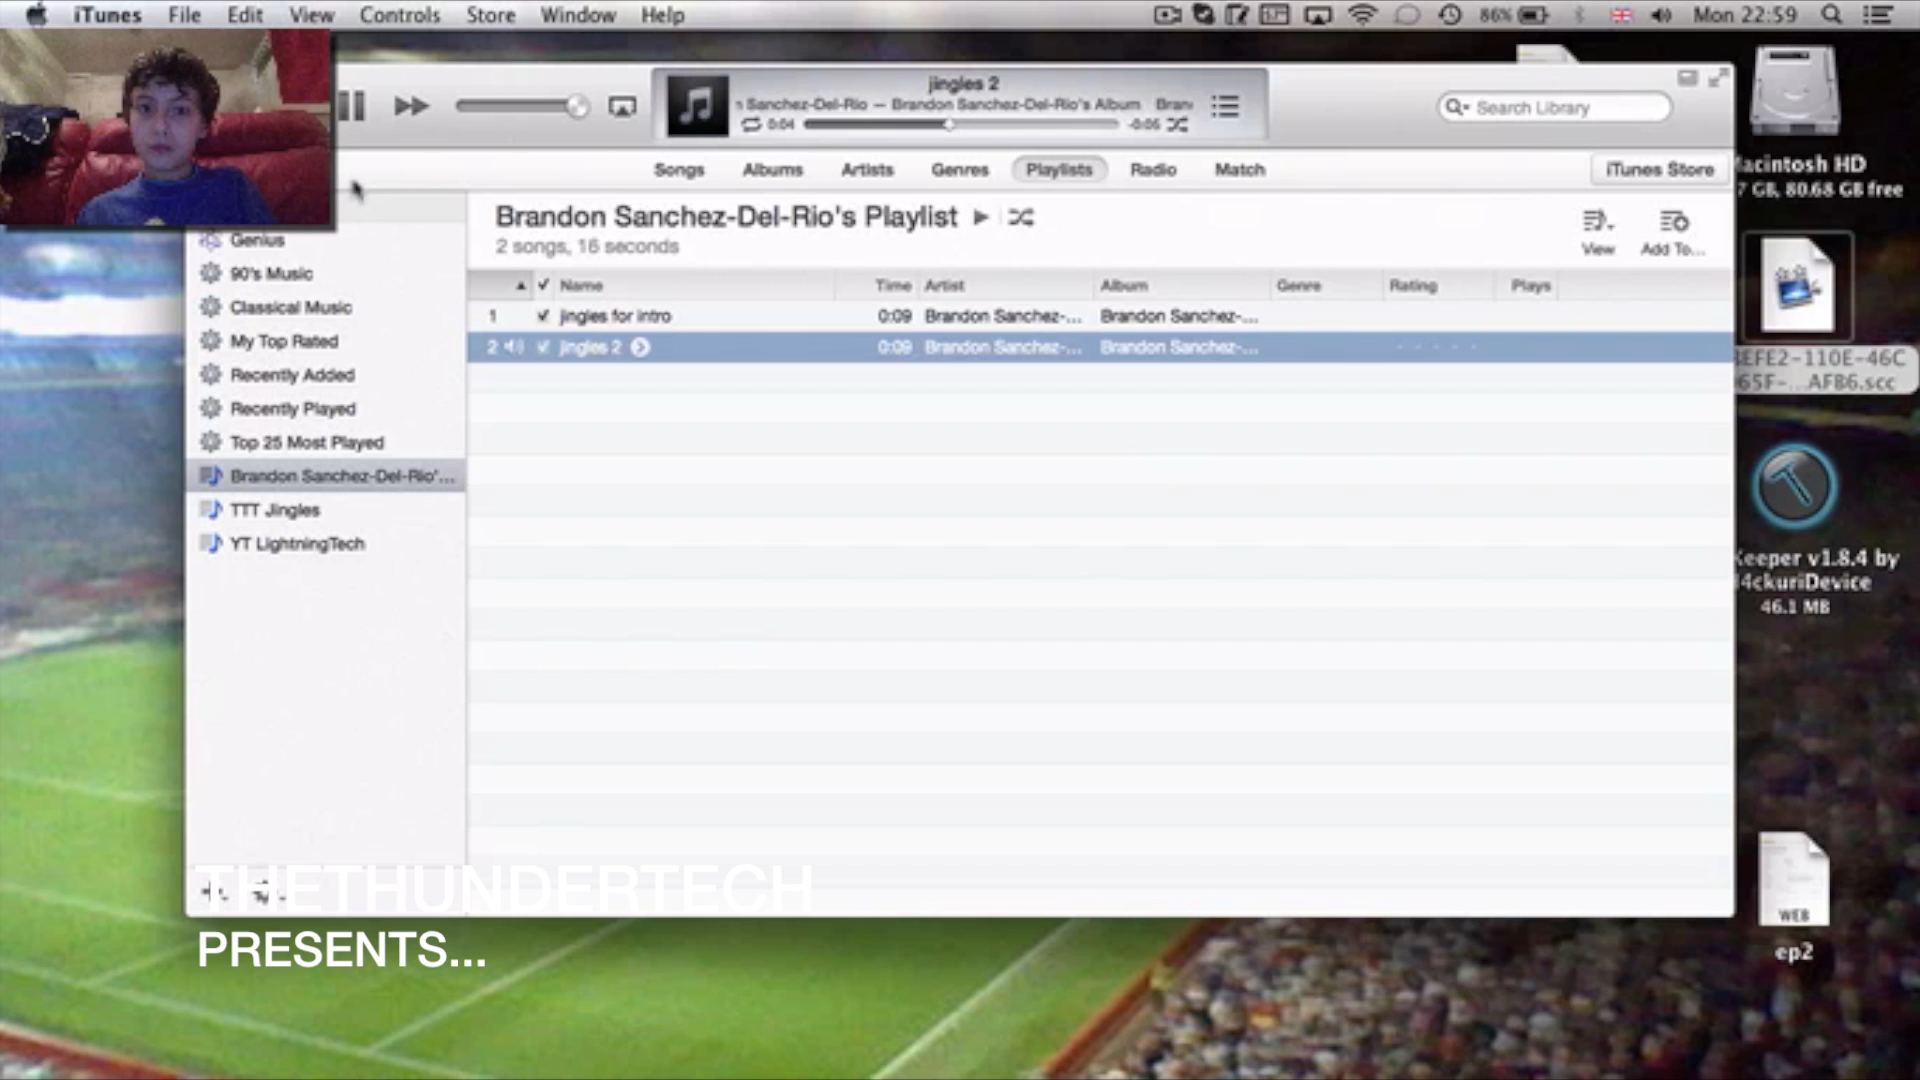 iTunes File Edit View Controls Store Window Help 86% Mon 22:59
jingles 2
Sanchez-Del-Rio — Brandon Sanchez-Del-Rio's Album Bran
0:04 -0:06
Search Library
Songs Albums Artists Genres Playlists Radio Match iTunes Store
Macintosh HD
7 GB, 80.68 GB free
Brandon Sanchez-Del-Rio's Playlist
2 songs, 16 seconds
View Add To...
Genius
90's Music
Classical Music
My Top Rated
Recently Added
Recently Played
Top 25 Most Played
Brandon Sanchez-Del-Rio'...
TTT Jingles
YT LightningTech
Name Time Artist Album Genre Rating Plays
1 jingles for intro 0:09 Brandon Sanchez-... Brandon Sanchez-...
2 jingles 2 0:09 Brandon Sanchez-... Brandon Sanchez-...
EFE2-110E-46C
65F-...AFB6.scc
Keeper v1.8.4 by
l4ckuriDevice
46.1 MB
WEB
ep2
THETHUNDERTECH
PRESENTS...